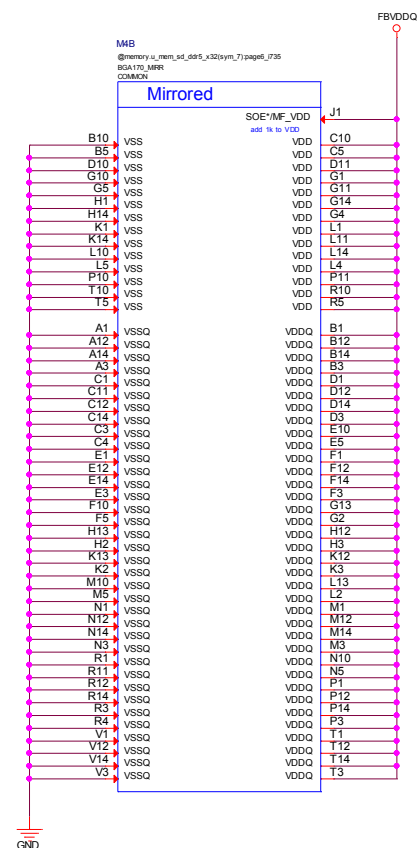 FBVDDQ
M4B
@memory.u_mem_sd_ddr5_x32(sym_7):page6_i735
BGA170_MIRR
COMMON
Mirrored
SOE*/MF_VDD J1
add 1k to VDD
B10 VSS VDD C10
B5 VSS VDD C5
D10 VSS VDD D11
G10 VSS VDD G1
G5 VSS VDD G11
H1 VSS VDD G14
H14 VSS VDD G4
K1 VSS VDD L1
K14 VSS VDD L11
L10 VSS VDD L14
L5 VSS VDD L4
P10 VSS VDD P11
T10 VSS VDD R10
T5 VSS VDD R5
A1 VSSQ VDDQ B1
A12 VSSQ VDDQ B12
A14 VSSQ VDDQ B14
A3 VSSQ VDDQ B3
C1 VSSQ VDDQ D1
C11 VSSQ VDDQ D12
C12 VSSQ VDDQ D14
C14 VSSQ VDDQ D3
C3 VSSQ VDDQ E10
C4 VSSQ VDDQ E5
E1 VSSQ VDDQ F1
E12 VSSQ VDDQ F12
E14 VSSQ VDDQ F14
E3 VSSQ VDDQ F3
F10 VSSQ VDDQ G13
F5 VSSQ VDDQ G2
H13 VSSQ VDDQ H12
H2 VSSQ VDDQ H3
K13 VSSQ VDDQ K12
K2 VSSQ VDDQ K3
M10 VSSQ VDDQ L13
M5 VSSQ VDDQ L2
N1 VSSQ VDDQ M1
N12 VSSQ VDDQ M12
N14 VSSQ VDDQ M14
N3 VSSQ VDDQ M3
R1 VSSQ VDDQ N10
R11 VSSQ VDDQ N5
R12 VSSQ VDDQ P1
R14 VSSQ VDDQ P12
R3 VSSQ VDDQ P14
R4 VSSQ VDDQ P3
V1 VSSQ VDDQ T1
V12 VSSQ VDDQ T12
V14 VSSQ VDDQ T14
V3 VSSQ VDDQ T3
GND